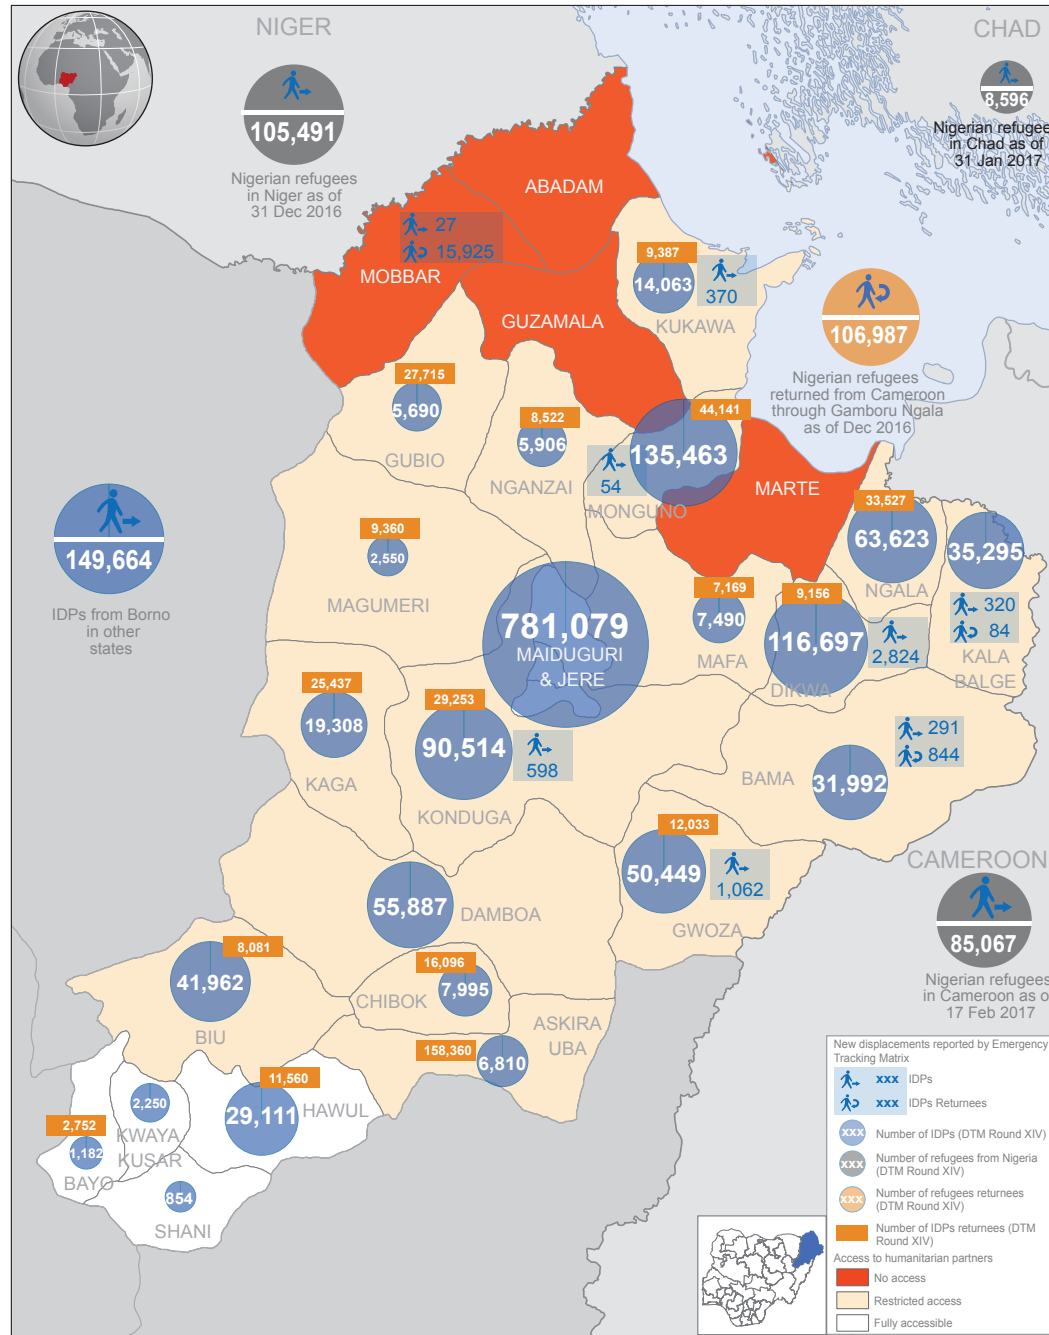 NIGER
CHAD
105,491
Nigerian refugees
in Niger as of
31 Dec 2016
8,596
Nigerian refugee
in Chad as of
31 Jan 2017
ABADAM
27
15,925
MOBBAR
GUZAMALA
9,387
14,063
370
KUKAWA
106,987
Nigerian refugees
returned from Cameroon
through Gamboru Ngala
as of Dec 2016
27,715
5,690
GUBIO
8,522
5,906
NGANZAI
44,141
135,463
54
MONGUNO
MARTE
149,664
IDPs from Borno
in other
states
9,360
2,550
MAGUMERI
33,527
63,623
NGALA
35,295
320
84
KALA
BALGE
781,079
MAIDUGURI
& JERE
7,169
7,490
MAFA
9,156
116,697
2,824
DIKWA
25,437
19,308
KAGA
29,253
90,514
598
KONDUGA
291
844
BAMA
31,992
12,033
50,449
1,062
GWOZA
CAMEROON
85,067
Nigerian refugees
in Cameroon as o
17 Feb 2017
55,887
DAMBOA
8,081
41,962
BIU
16,096
7,995
CHIBOK
ASKIRA
UBA
158,360
6,810
11,560
29,111
HAWUL
2,250
KWAYA
KUSAR
2,752
1,182
BAYO
854
SHANI
New displacements reported by Emergency
Tracking Matrix
xxx IDPs
xxx IDPs Returnees
xxx Number of IDPs (DTM Round XIV)
xxx Number of refugees from Nigeria
(DTM Round XIV)
xxx Number of refugees returnees
(DTM Round XIV)
Number of IDPs returnees (DTM
Round XIV)
Access to humanitarian partners
No access
Restricted access
Fully accessible